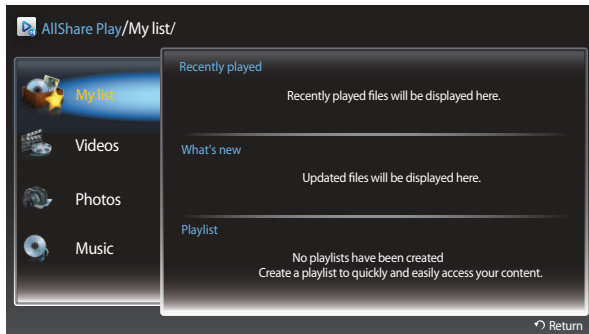 AllShare Play/My list/
My list
Videos
Photos
Music
Recently played
Recently played files will be displayed here.
What's new
Updated files will be displayed here.
Playlist
No playlists have been created
Create a playlist to quickly and easily access your content.
Return